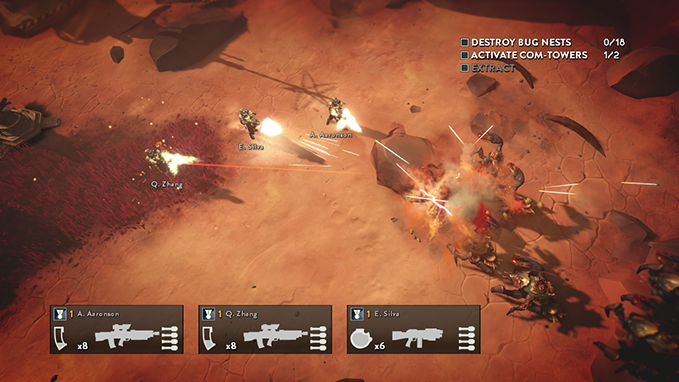 DESTROY BUG NESTS 0/18
ACTIVATE COM-TOWERS 1/2
EXTRACT
A. Aaronson
E. Silva
Q. Zhang
1 A. Aaronson
x8
1 Q. Zhang
x8
1 E. Silva
x6